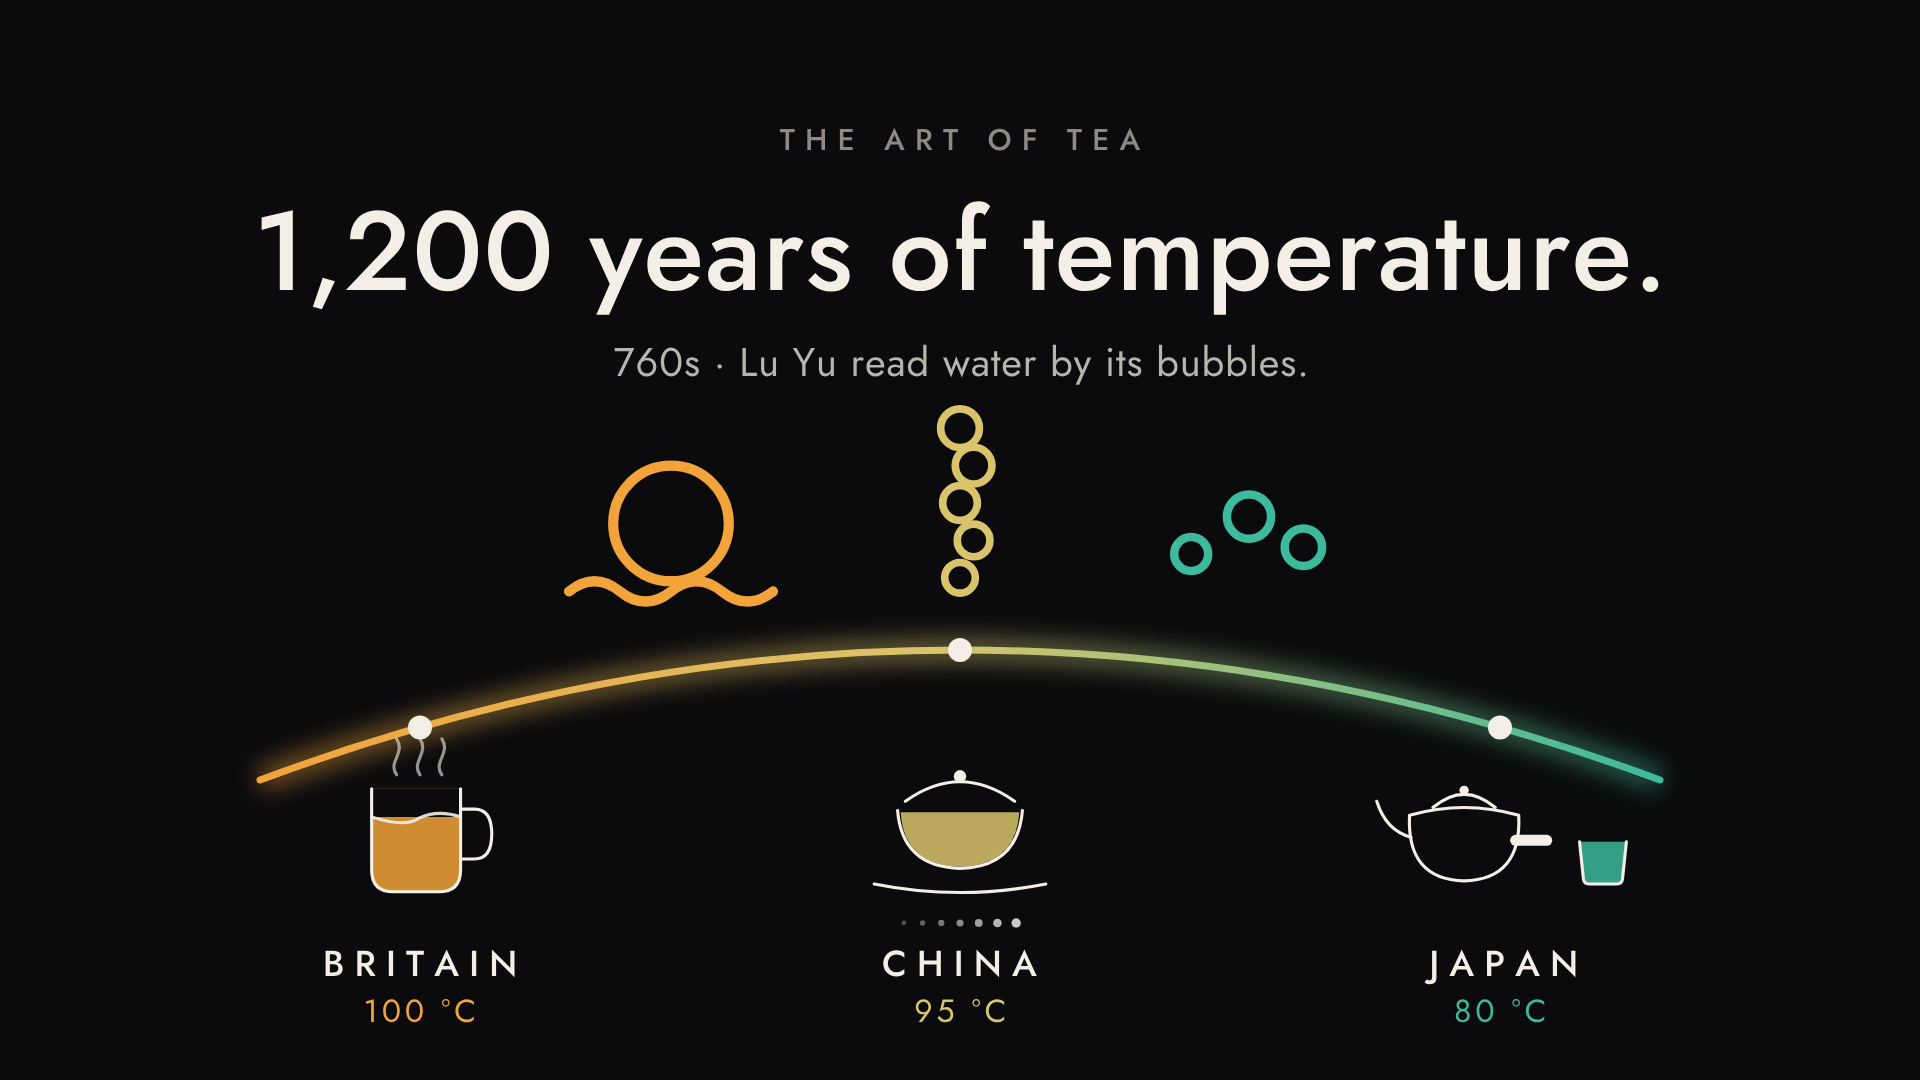 THE ART OF TEA
1,200 years of temperature.
760s · Lu Yu read water by its bubbles.
BRITAIN
100 °C
CHINA
95 °C
JAPAN
80 °C